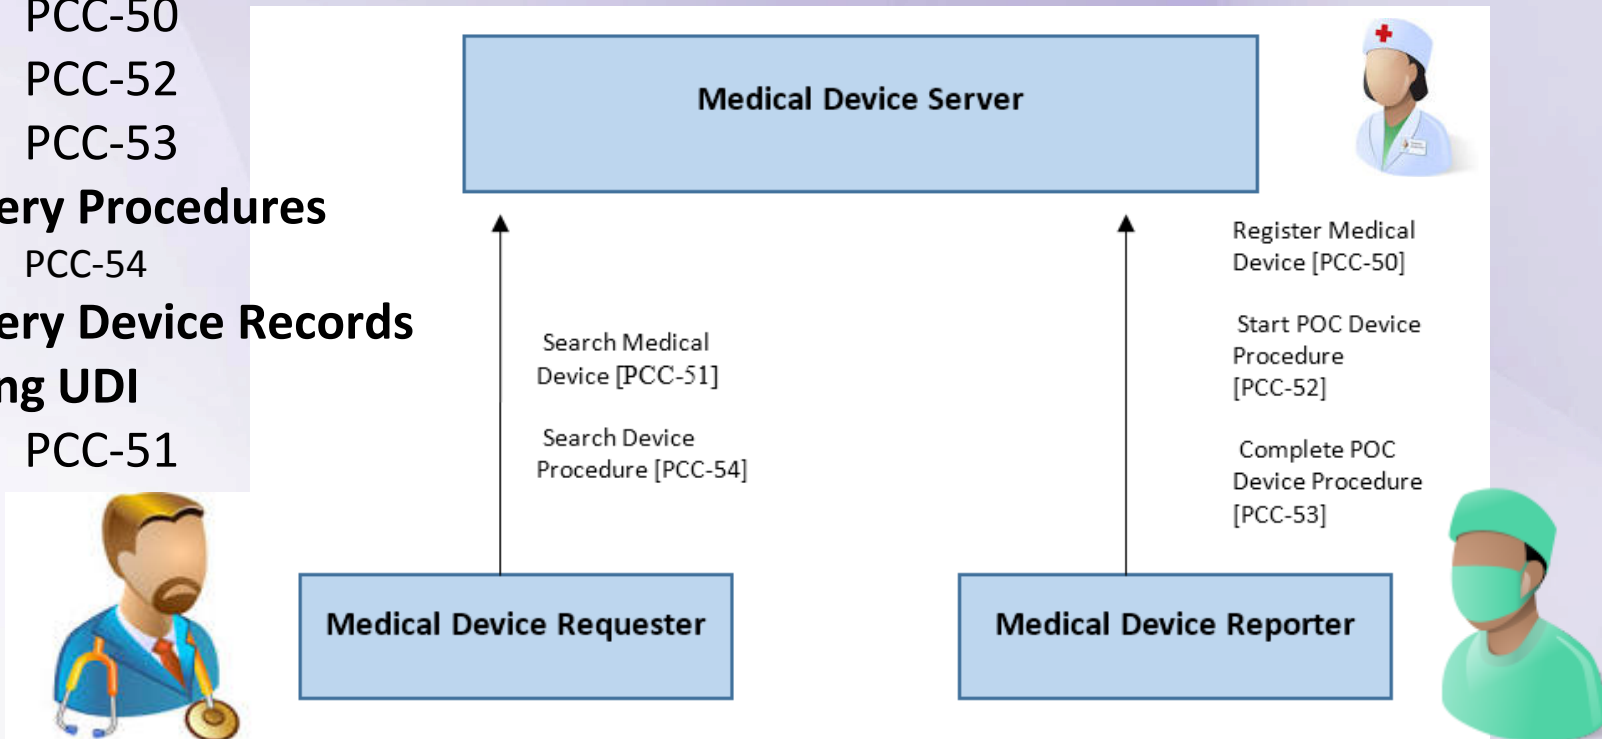 PCC-50
PCC-52
PCC-53
ery Procedures
PCC-54
ery Device Records
ng UDI
PCC-51
Medical Device Server
Search Medical
Device [PCC-51]
Search Device
Procedure [PCC-54]
Register Medical
Device [PCC-50]
Start POC Device
Procedure
[PCC-52]
Complete POC
Device Procedure
[PCC-53]
Medical Device Requester
Medical Device Reporter